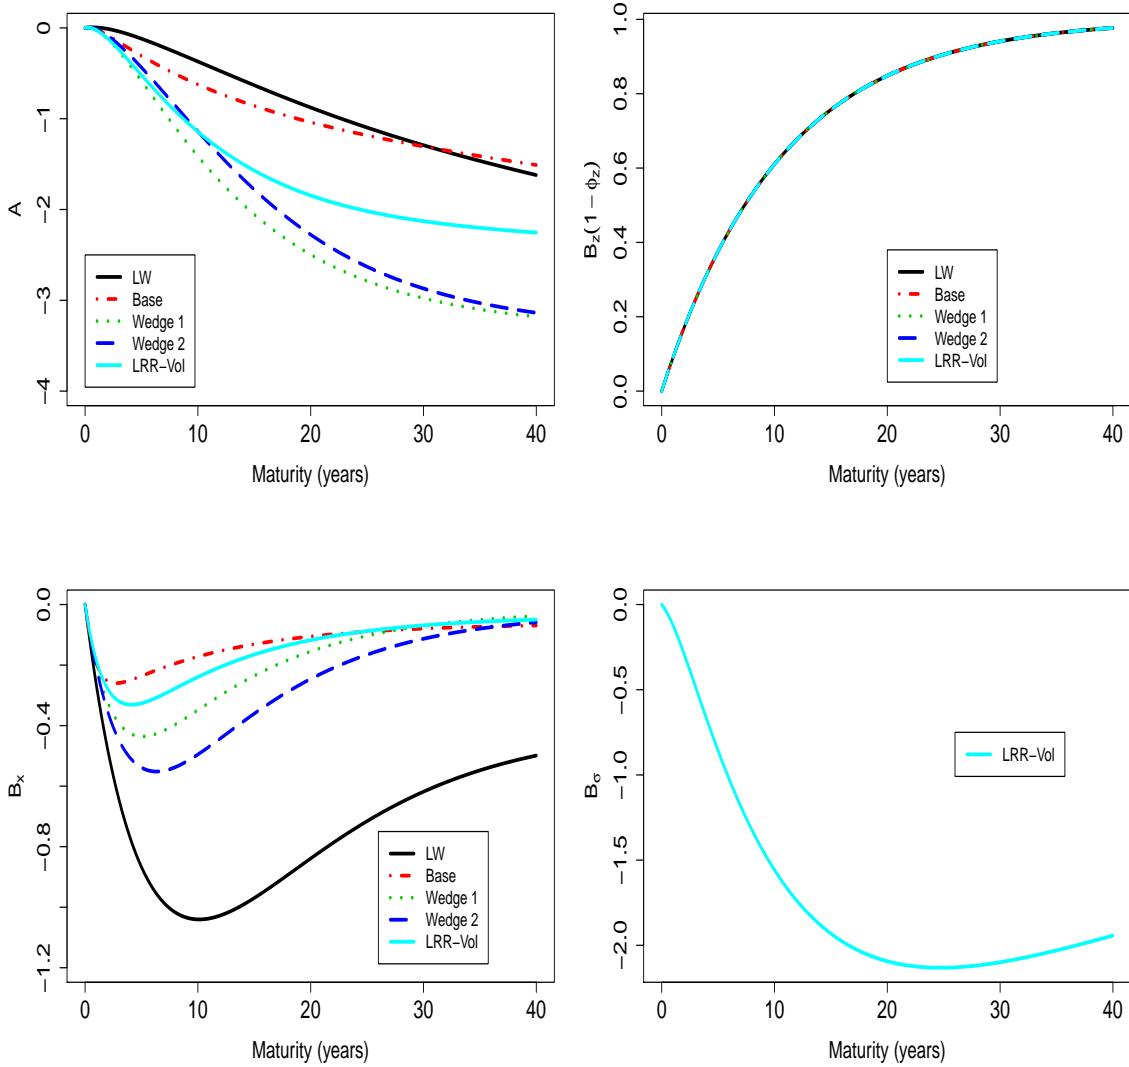 A
0
−1
−2
−3
−4
LW
Base
Wedge 1
Wedge 2
LRR−Vol
0 10 20 30 40
Maturity (years)
B_z(1 − ϕ_z)
1.0
0.8
0.6
0.4
0.2
0.0
LW
Base
Wedge 1
Wedge 2
LRR−Vol
0 10 20 30 40
Maturity (years)
B_x
0.0
−0.4
−0.8
−1.2
LW
Base
Wedge 1
Wedge 2
LRR−Vol
0 10 20 30 40
Maturity (years)
B_σ
0.0
−0.5
−1.0
−1.5
−2.0
LRR−Vol
0 10 20 30 40
Maturity (years)